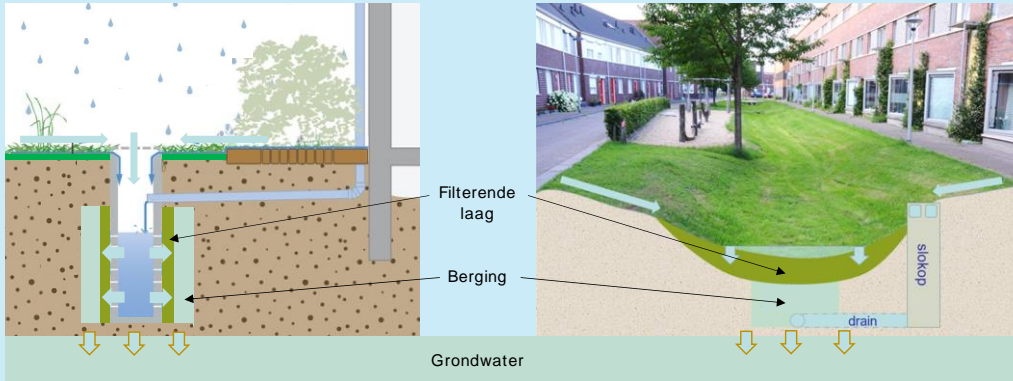 Filterende
laag
Berging
slokop
drain
Grondwater